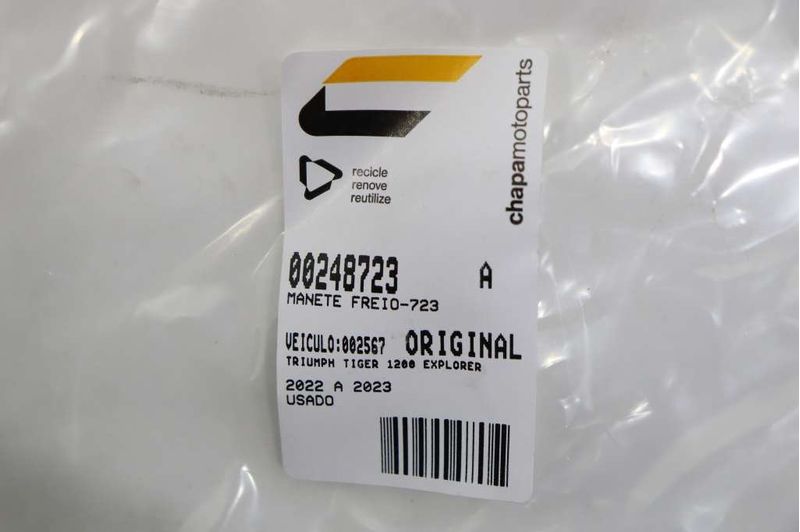 chapamotoparts
recicle
renove
reutilize
00248723 A
MANETE FREIO-723
VEICULO:002567 ORIGINAL
TRIUMPH TIGER 1200 EXPLORER
2022 A 2023
USADO